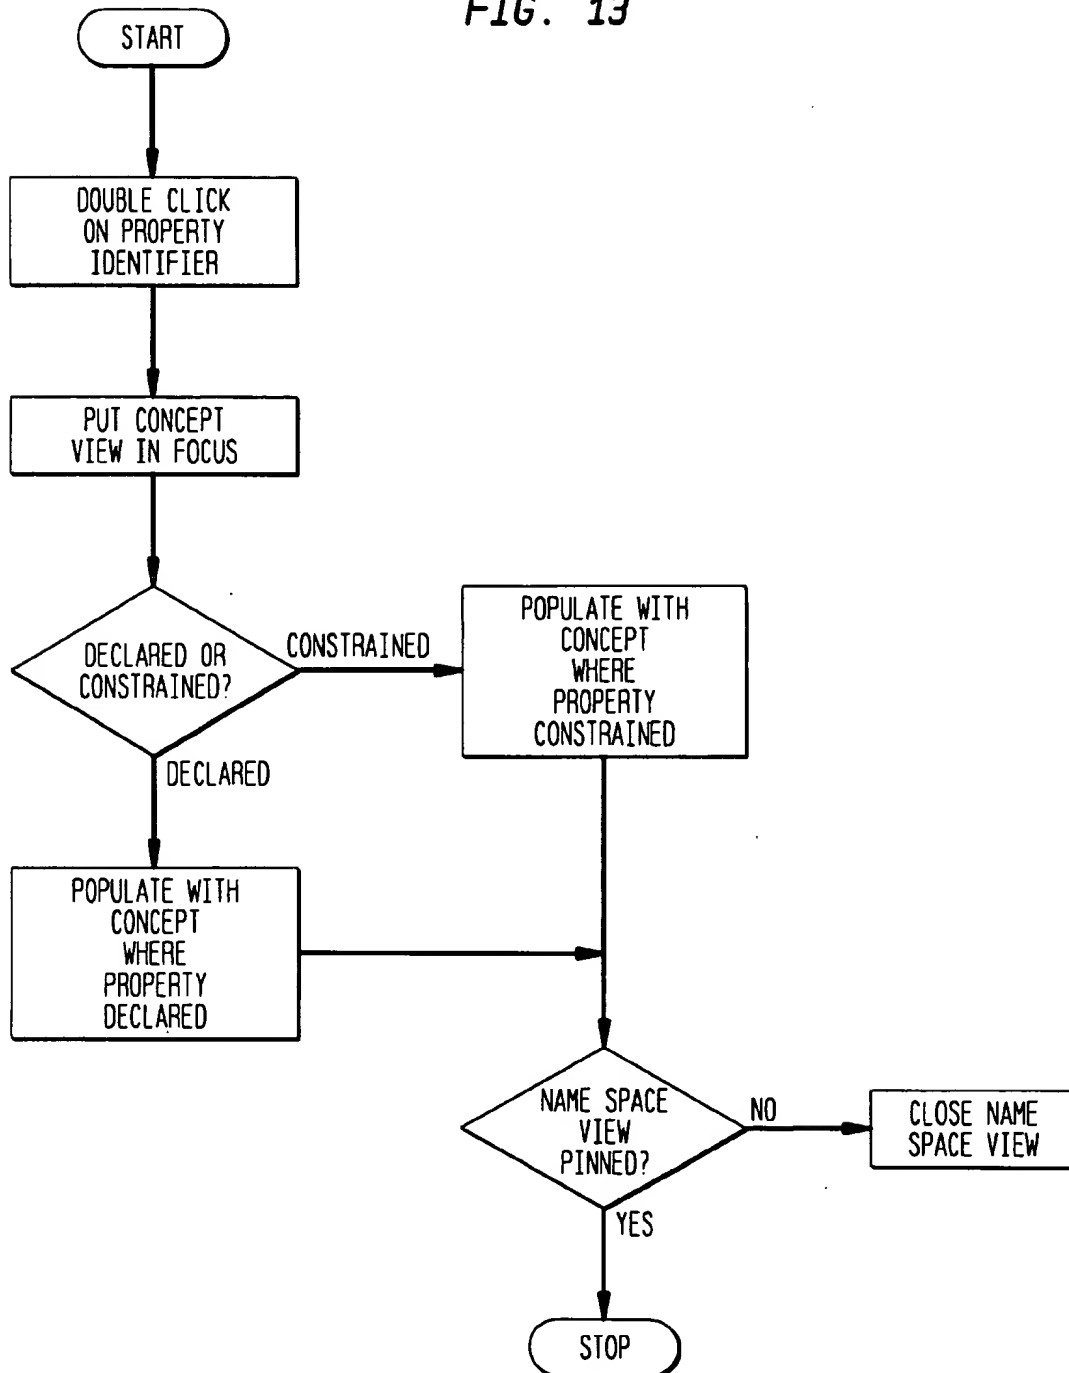 FIG. 13
START
DOUBLE CLICK
ON PROPERTY
IDENTIFIER
PUT CONCEPT
VIEW IN FOCUS
DECLARED OR
CONSTRAINED?
CONSTRAINED
POPULATE WITH
CONCEPT
WHERE
PROPERTY
CONSTRAINED
DECLARED
POPULATE WITH
CONCEPT
WHERE
PROPERTY
DECLARED
NAME SPACE
VIEW
PINNED?
NO
CLOSE NAME
SPACE VIEW
YES
STOP